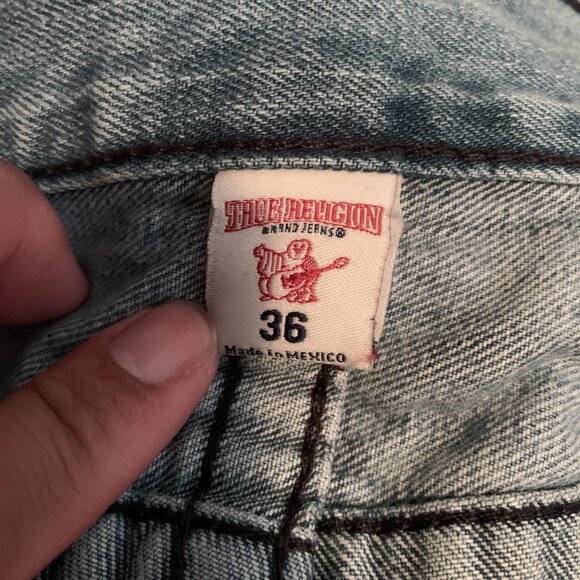 TRUE RELIGION
BRAND JEANS®
36
Made in MEXICO